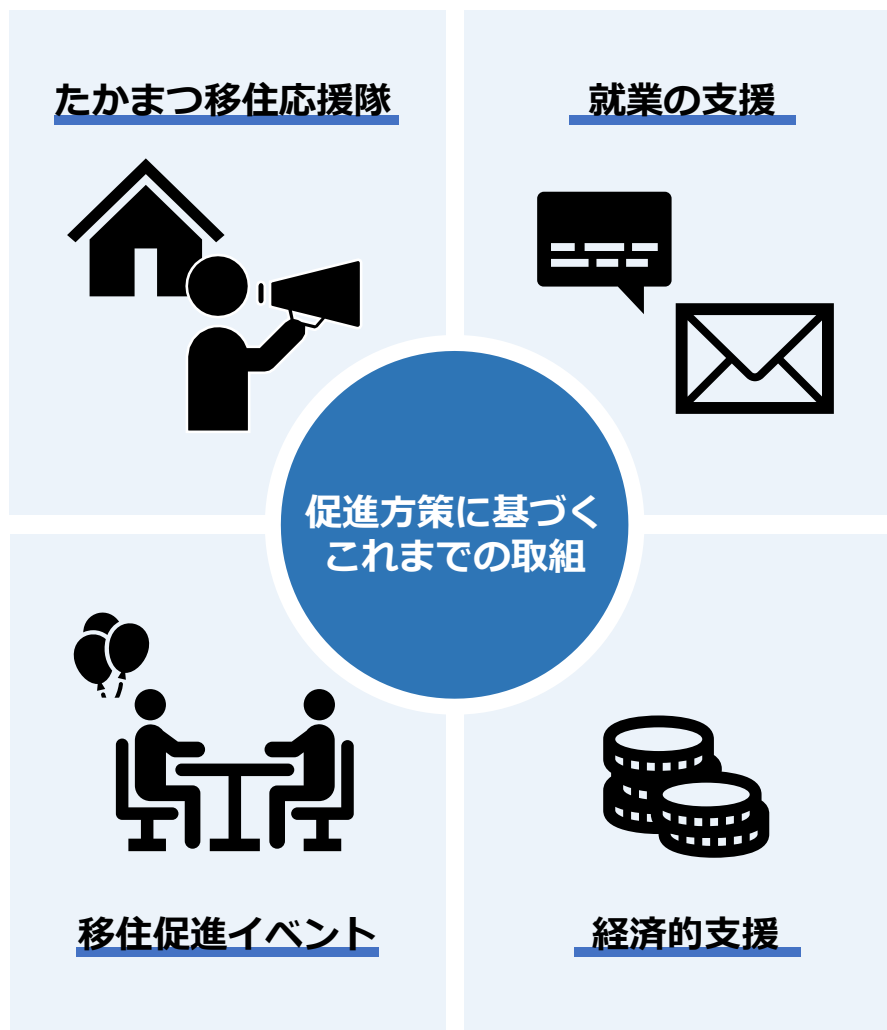 たかまつ移住応援隊
就業の支援
促進方策に基づく
これまでの取組
移住促進イベント
経済的支援